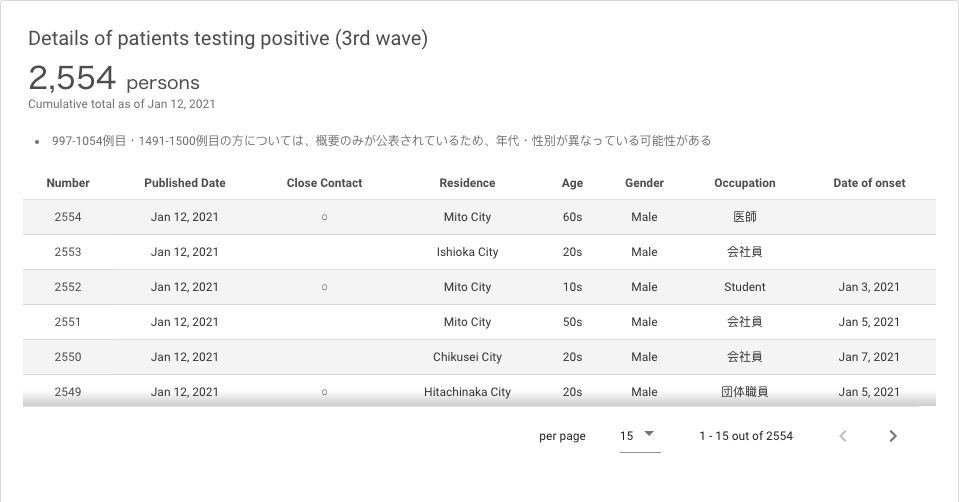 Details of patients testing positive (3rd wave)
2,554 persons
Cumulative total as of Jan 12, 2021
• 997-1054例目・1491-1500例目の方については、概要のみが公表されているため、年代・性別が異なっている可能性がある
Number Published Date Close Contact Residence Age Gender Occupation Date of onset
2554 Jan 12, 2021 ○ Mito City 60s Male 医師
2553 Jan 12, 2021 Ishioka City 20s Male 会社員
2552 Jan 12, 2021 ○ Mito City 10s Male Student Jan 3, 2021
2551 Jan 12, 2021 Mito City 50s Male 会社員 Jan 5, 2021
2550 Jan 12, 2021 Chikusei City 20s Male 会社員 Jan 7, 2021
2549 Jan 12, 2021 ○ Hitachinaka City 20s Male 団体職員 Jan 5, 2021
per page 15 1 - 15 out of 2554